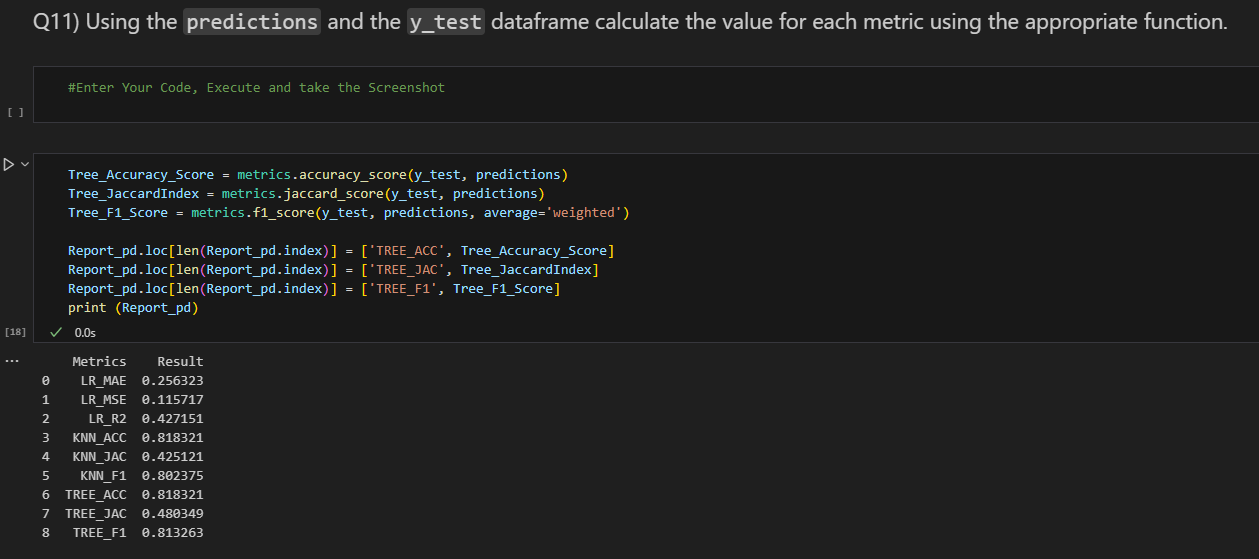 Q11) Using the predictions and the y_test dataframe calculate the value for each metric using the appropriate function.
#Enter Your Code, Execute and take the Screenshot
[ ]
Tree_Accuracy_Score = metrics.accuracy_score(y_test, predictions)
Tree_JaccardIndex = metrics.jaccard_score(y_test, predictions)
Tree_F1_Score = metrics.f1_score(y_test, predictions, average='weighted')
Report_pd.loc[len(Report_pd.index)] = ['TREE_ACC', Tree_Accuracy_Score]
Report_pd.loc[len(Report_pd.index)] = ['TREE_JAC', Tree_JaccardIndex]
Report_pd.loc[len(Report_pd.index)] = ['TREE_F1', Tree_F1_Score]
print (Report_pd)
[18] 0.0s
... Metrics Result
0 LR_MAE 0.256323
1 LR_MSE 0.115717
2 LR_R2 0.427151
3 KNN_ACC 0.818321
4 KNN_JAC 0.425121
5 KNN_F1 0.802375
6 TREE_ACC 0.818321
7 TREE_JAC 0.480349
8 TREE_F1 0.813263